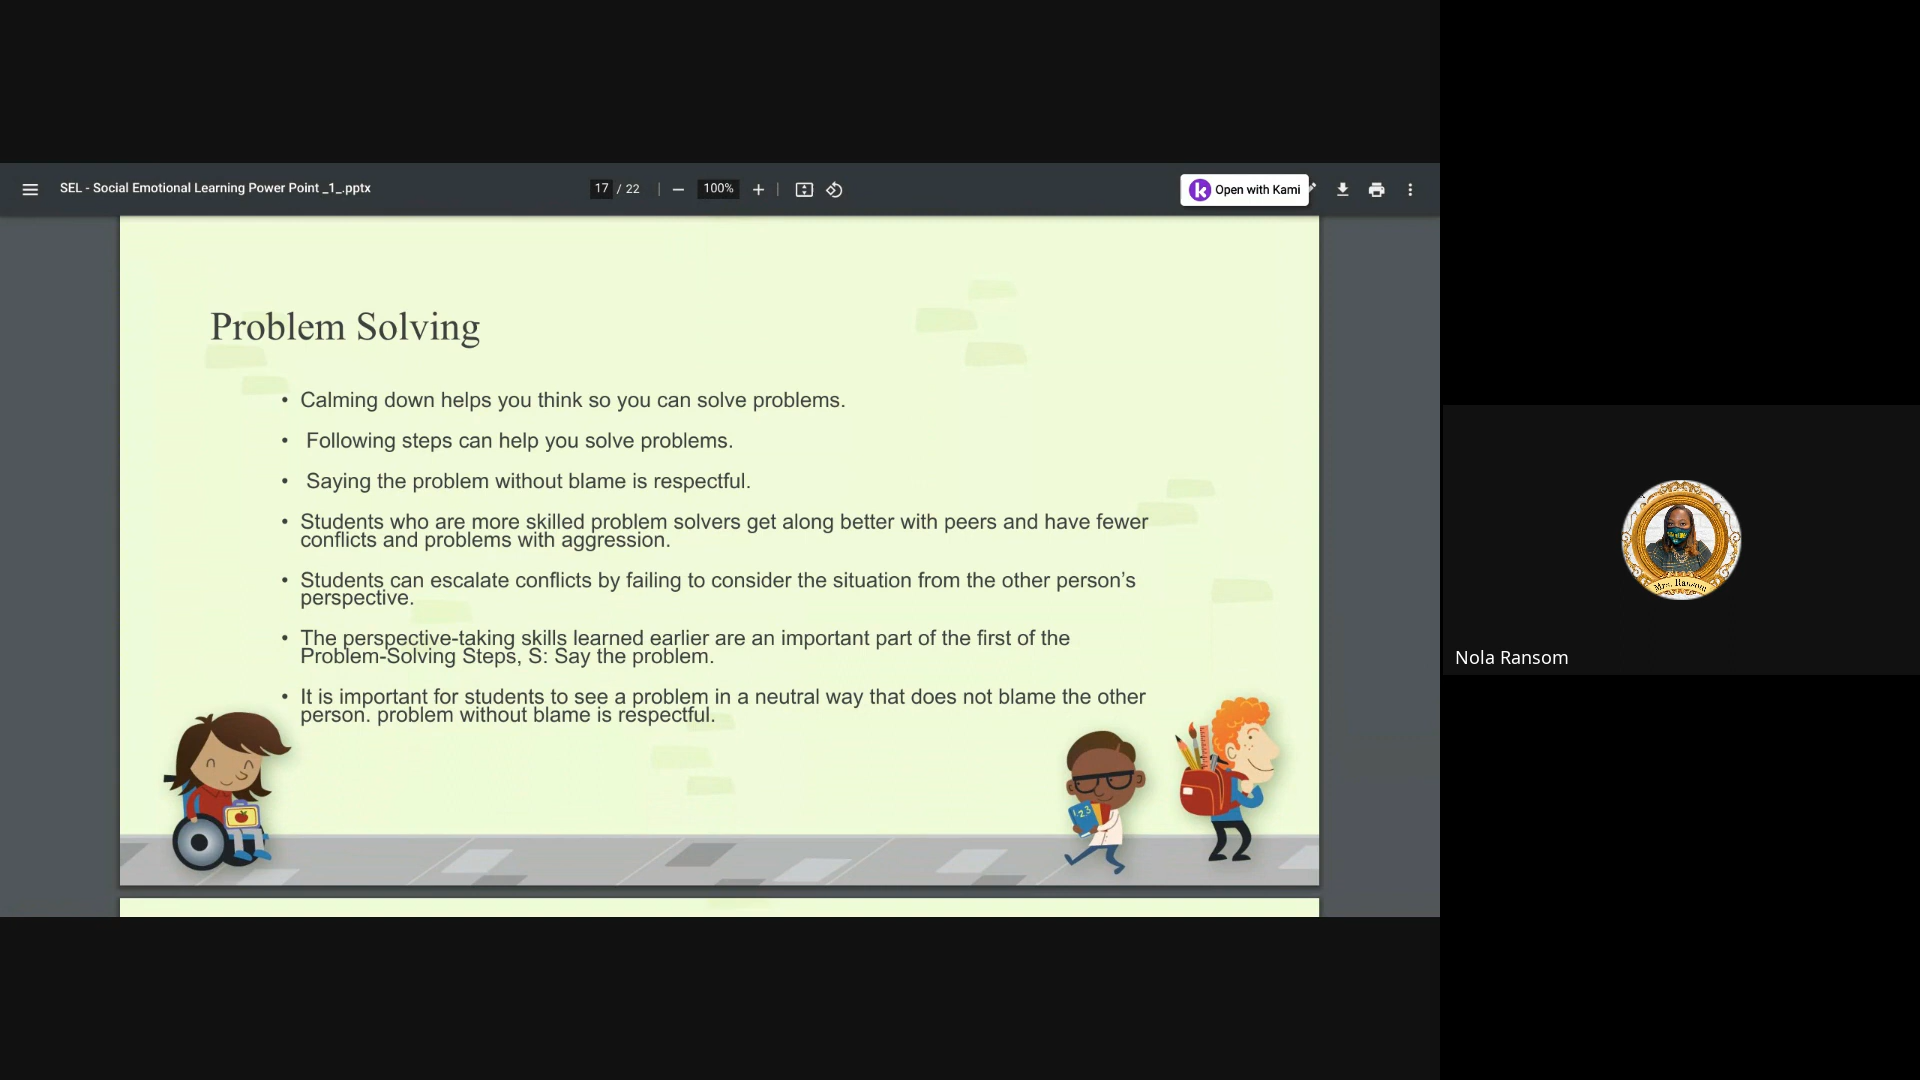 SEL - Social Emotional Learning Power Point _1_.pptx
17 / 22
100%
Open with Kami
Problem Solving
• Calming down helps you think so you can solve problems.
• Following steps can help you solve problems.
• Saying the problem without blame is respectful.
• Students who are more skilled problem solvers get along better with peers and have fewer
conflicts and problems with aggression.
• Students can escalate conflicts by failing to consider the situation from the other person’s
perspective.
• The perspective-taking skills learned earlier are an important part of the first of the
Problem-Solving Steps, S: Say the problem.
• It is important for students to see a problem in a neutral way that does not blame the other
person. problem without blame is respectful.
1.2.3
Mrs. Ransom
Nola Ransom